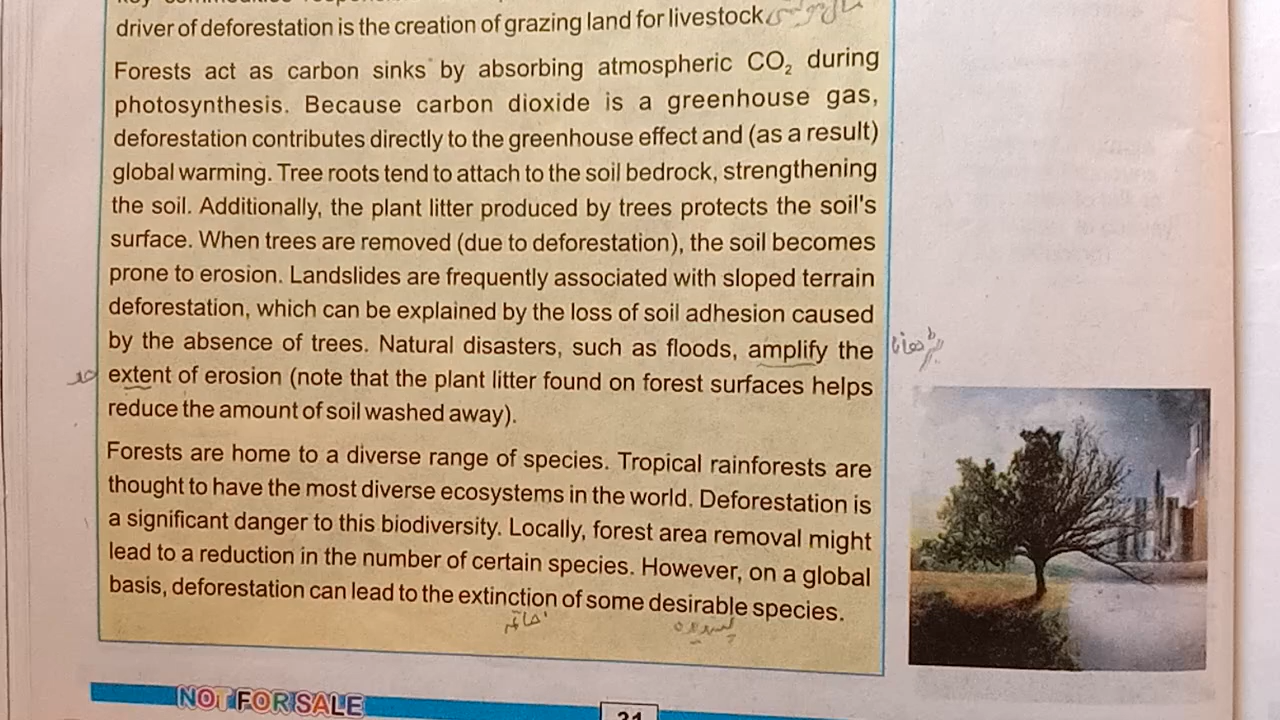 driver of deforestation is the creation of grazing land for livestock
Forests act as carbon sinks by absorbing atmospheric CO₂ during
photosynthesis. Because carbon dioxide is a greenhouse gas,
deforestation contributes directly to the greenhouse effect and (as a result)
global warming. Tree roots tend to attach to the soil bedrock, strengthening
the soil. Additionally, the plant litter produced by trees protects the soil's
surface. When trees are removed (due to deforestation), the soil becomes
prone to erosion. Landslides are frequently associated with sloped terrain
deforestation, which can be explained by the loss of soil adhesion caused
by the absence of trees. Natural disasters, such as floods, amplify the
بڑھانا
حد
extent of erosion (note that the plant litter found on forest surfaces helps
reduce the amount of soil washed away).
Forests are home to a diverse range of species. Tropical rainforests are
thought to have the most diverse ecosystems in the world. Deforestation is
a significant danger to this biodiversity. Locally, forest area removal might
lead to a reduction in the number of certain species. However, on a global
basis, deforestation can lead to the extinction of some desirable species.
پسندیدہ
NOT FOR SALE